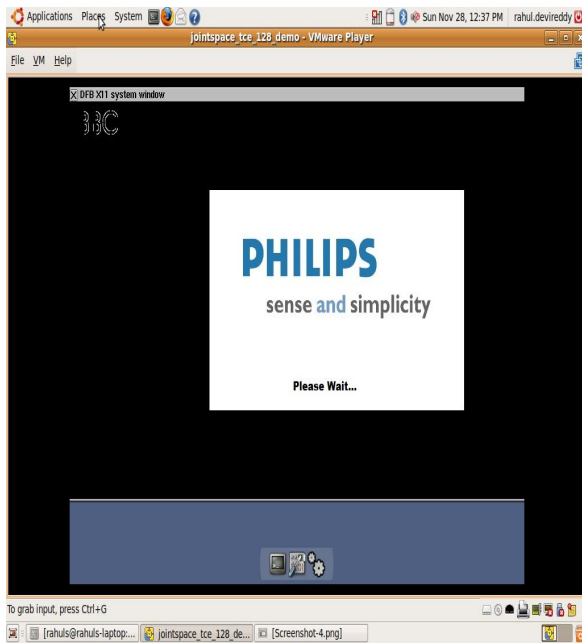 Applications Places System
Sun Nov 28, 12:37 PM rahul.devireddy
jointspace_tce_128_demo - VMware Player
File VM Help
X DFB X11 system window
BBC
PHILIPS
sense and simplicity
Please Wait...
To grab input, press Ctrl+G
[rahuls@rahuls-laptop:... jointspace_tce_128_de... [Screenshot-4.png]